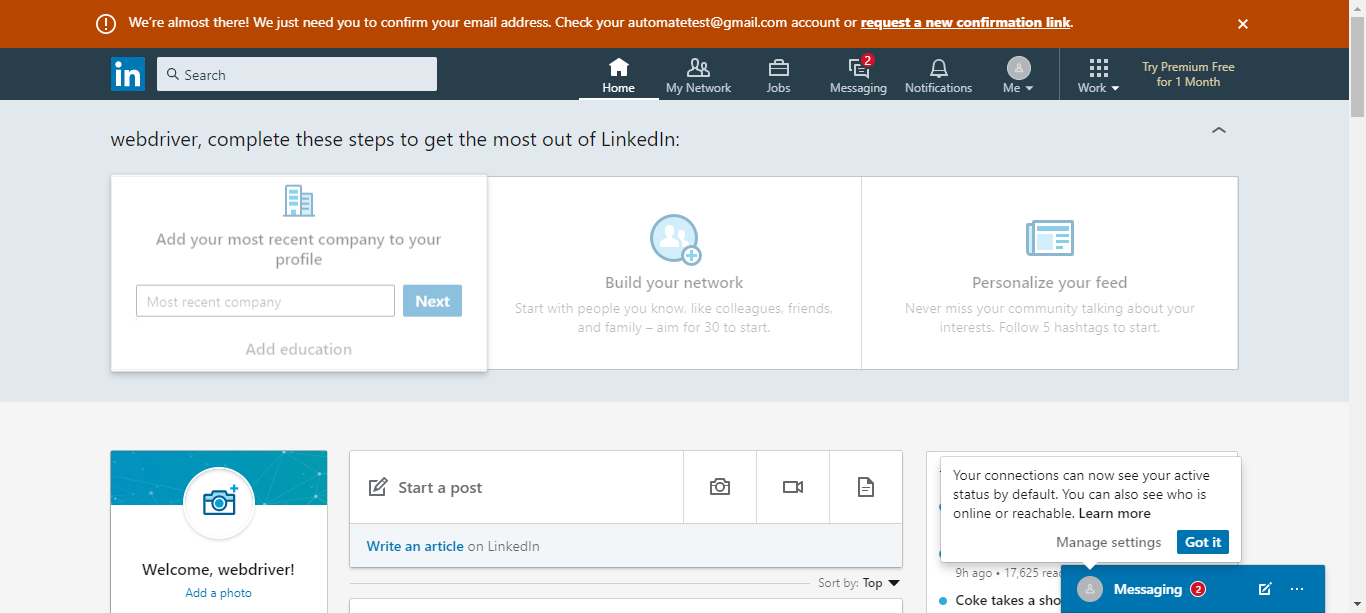 We're almost there! We just need you to confirm your email address. Check your automatetest@gmail.com account or request a new confirmation link.
in
Search
Home
My Network
Jobs
2
Messaging
Notifications
Me
Work
Try Premium Free
for 1 Month
webdriver, complete these steps to get the most out of LinkedIn:
Add your most recent company to your
profile
Most recent company
Next
Add education
Build your network
Start with people you know, like colleagues, friends,
and family – aim for 30 to start.
Personalize your feed
Never miss your community talking about your
interests. Follow 5 hashtags to start.
Welcome, webdriver!
Add a photo
Start a post
Write an article on LinkedIn
Sort by: Top
Your connections can now see your active
status by default. You can also see who is
online or reachable. Learn more
Manage settings
Got it
9h ago • 17,625
Coke takes a
Messaging 2